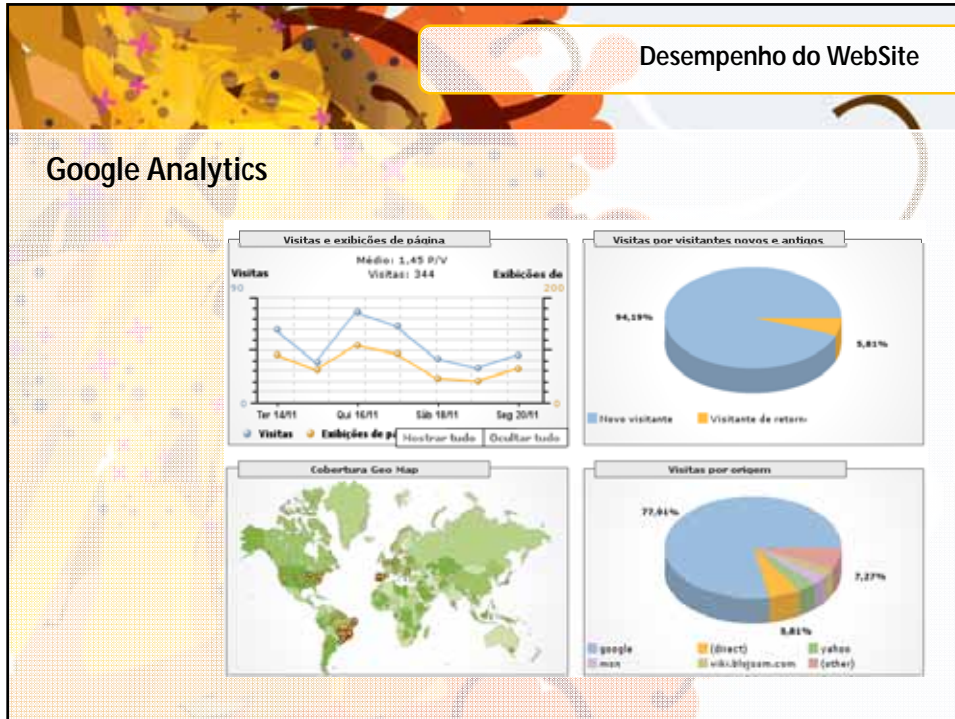 Desempenho do WebSite
Google Analytics
Visitas e exibições de página
Médio: 1,45 P/V
Visitas: 344
Visitas
Exibições de
90
200
0
0
Ter 14/11
Qui 16/11
Sáb 18/11
Seg 20/11
Visitas
Exibições de pá
Mostrar tudo
Ocultar tudo
Visitas por visitantes novos e antigos
94,19%
5,81%
Novo visitante
Visitante de retorn
Cobertura Geo Map
Visitas por origem
77,91%
7,27%
5,81%
google
(direct)
yahoo
msn
(other)